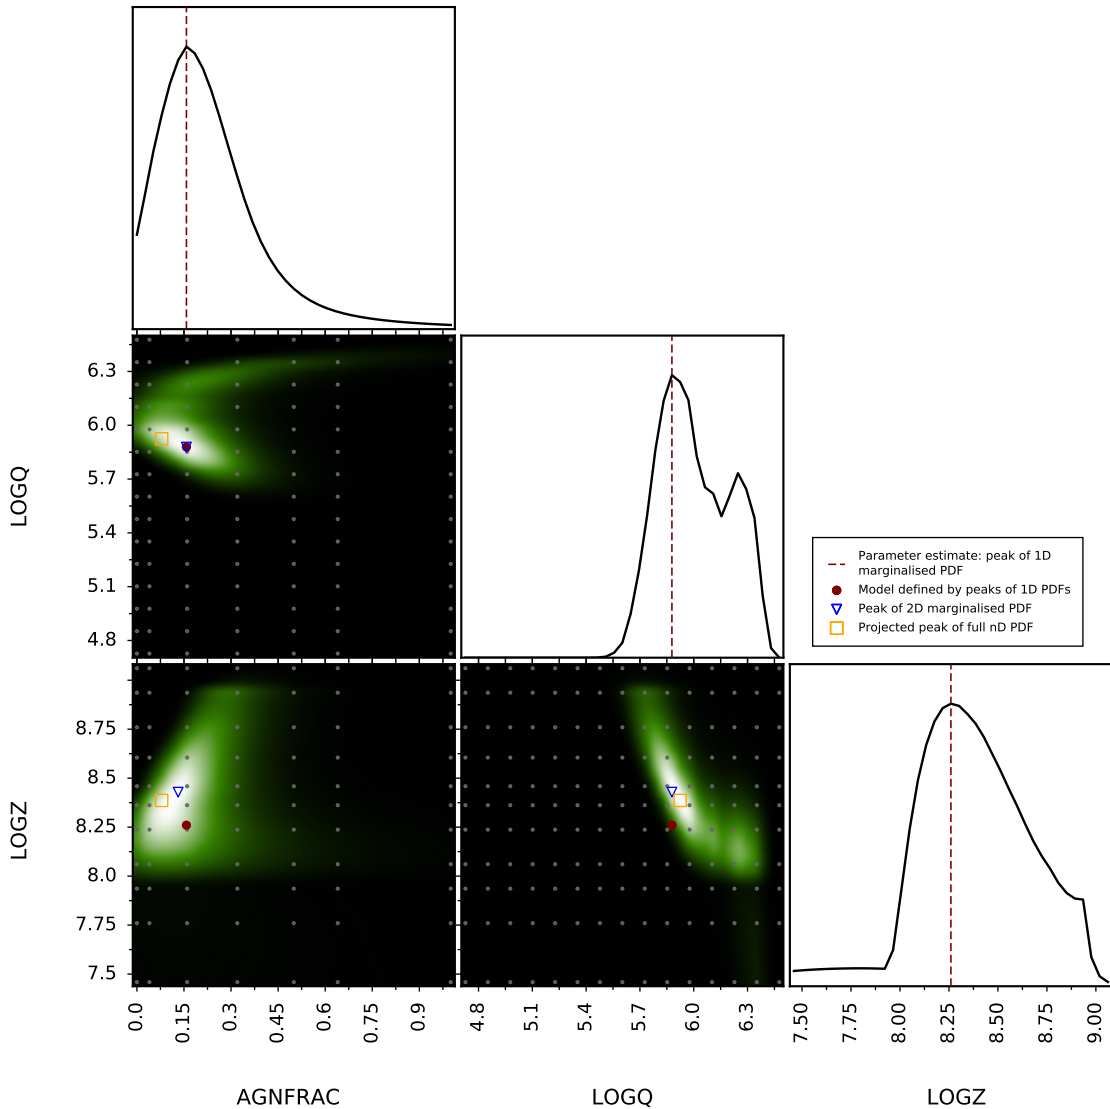 6.3
6.0
5.7
5.4
5.1
4.8
LOGQ
Parameter estimate: peak of 1D
marginalised PDF
Model defined by peaks of 1D PDFs
Peak of 2D marginalised PDF
Projected peak of full nD PDF
8.75
8.5
8.25
8.0
7.75
7.5
LOGZ
0.0 0.15 0.3 0.45 0.6 0.75 0.9
4.8 5.1 5.4 5.7 6.0 6.3
7.50 7.75 8.00 8.25 8.50 8.75 9.00
AGNFRAC LOGQ LOGZ